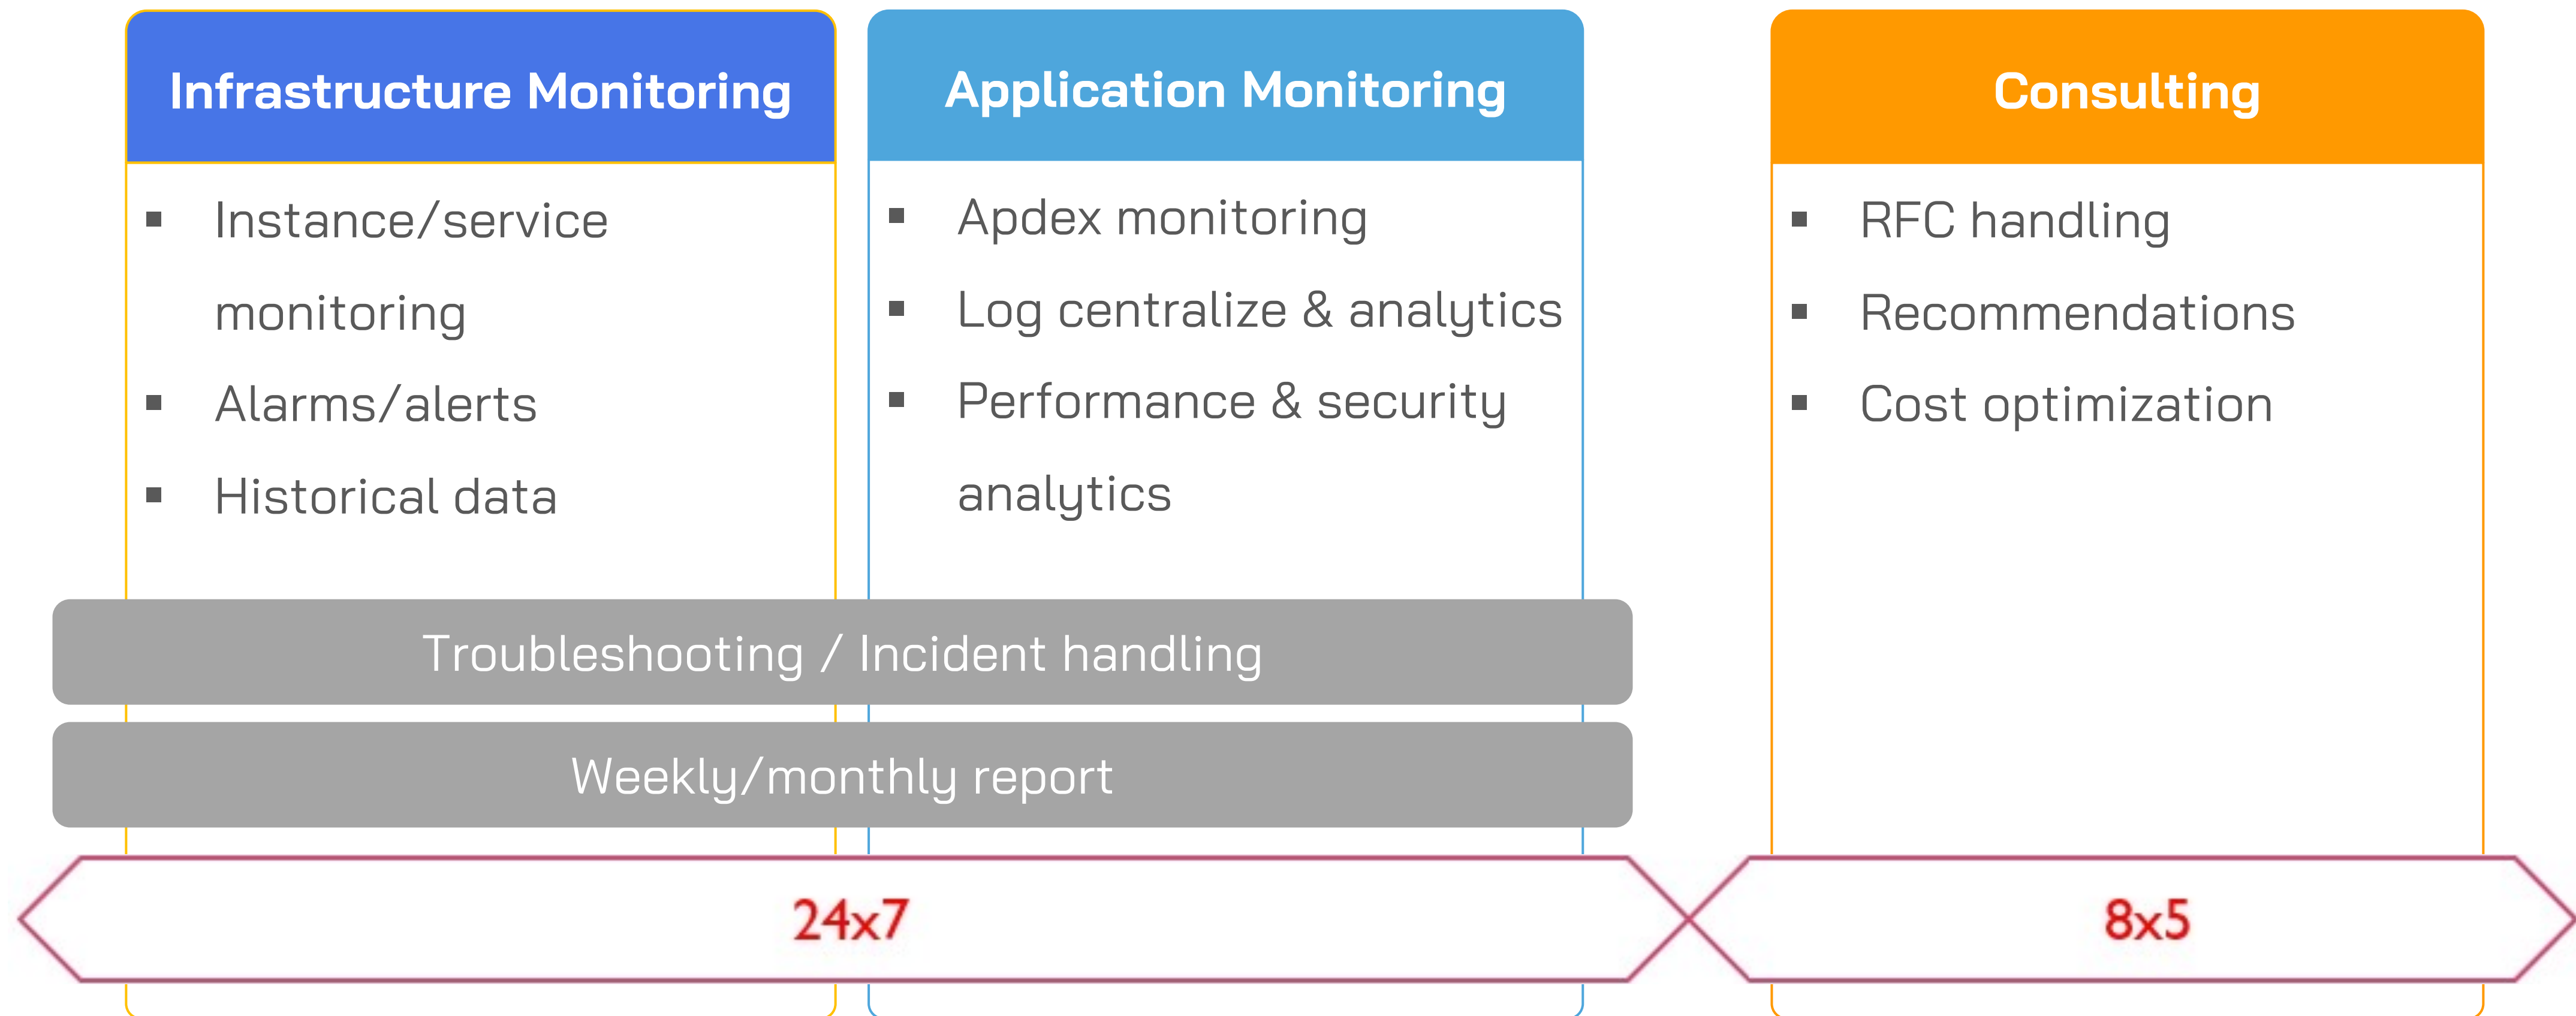 Infrastructure Monitoring
▪ Instance/service
monitoring
▪ Alarms/alerts
▪ Historical data
Application Monitoring
▪ Apdex monitoring
▪ Log centralize & analytics
▪ Performance & security
analytics
Consulting
▪ RFC handling
▪ Recommendations
▪ Cost optimization
Troubleshooting / Incident handling
Weekly/monthly report
24x7
8x5